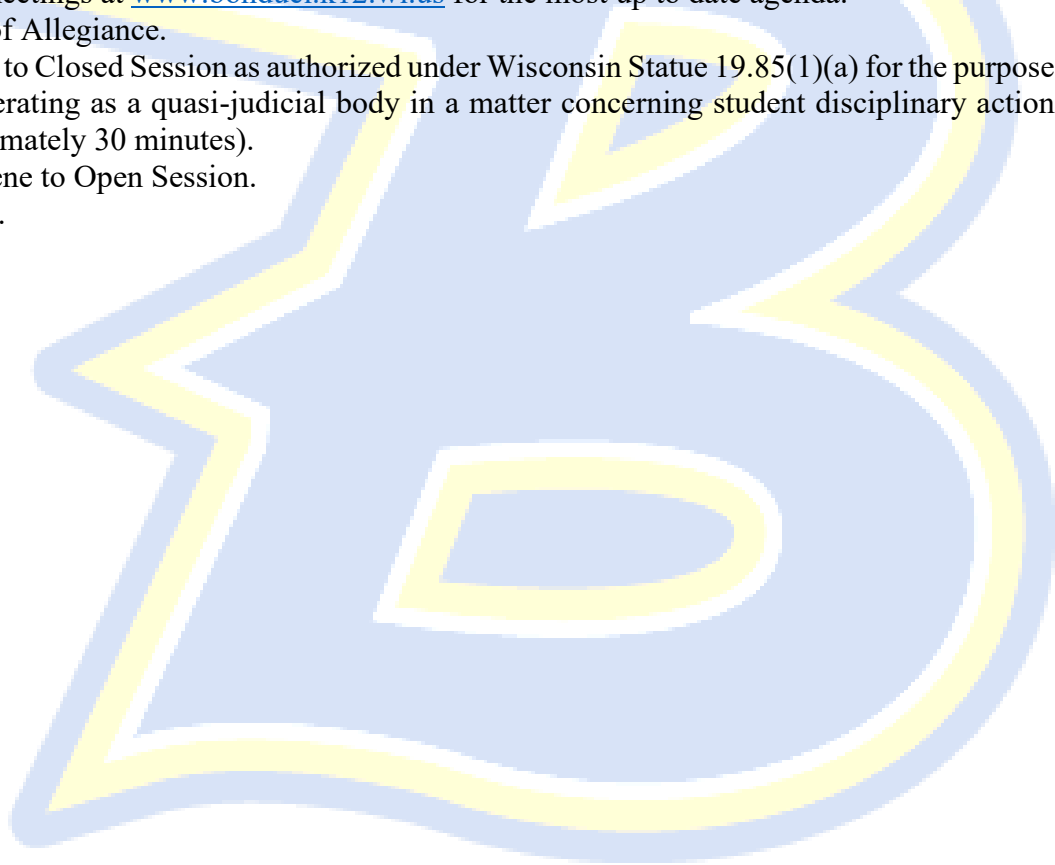 eetings at www.bonduel.k12.wi.us for the most up to date agenda.
of Allegiance.
to Closed Session as authorized under Wisconsin Statue 19.85(1)(a) for the purpose
erating as a quasi-judicial body in a matter concerning student disciplinary action
mately 30 minutes).
ene to Open Session.
.
B